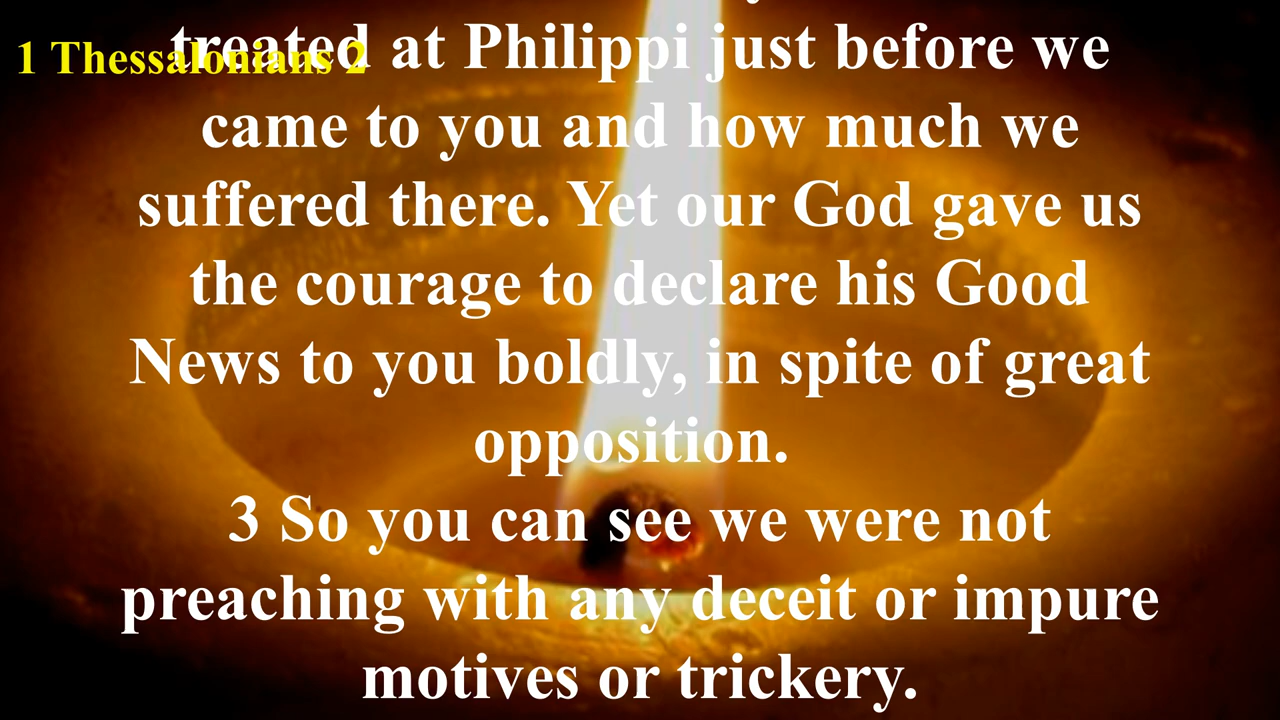 1 Thessalonians 2
treated at Philippi just before we
came to you and how much we
suffered there. Yet our God gave us
the courage to declare his Good
News to you boldly, in spite of great
opposition.
3 So you can see we were not
preaching with any deceit or impure
motives or trickery.